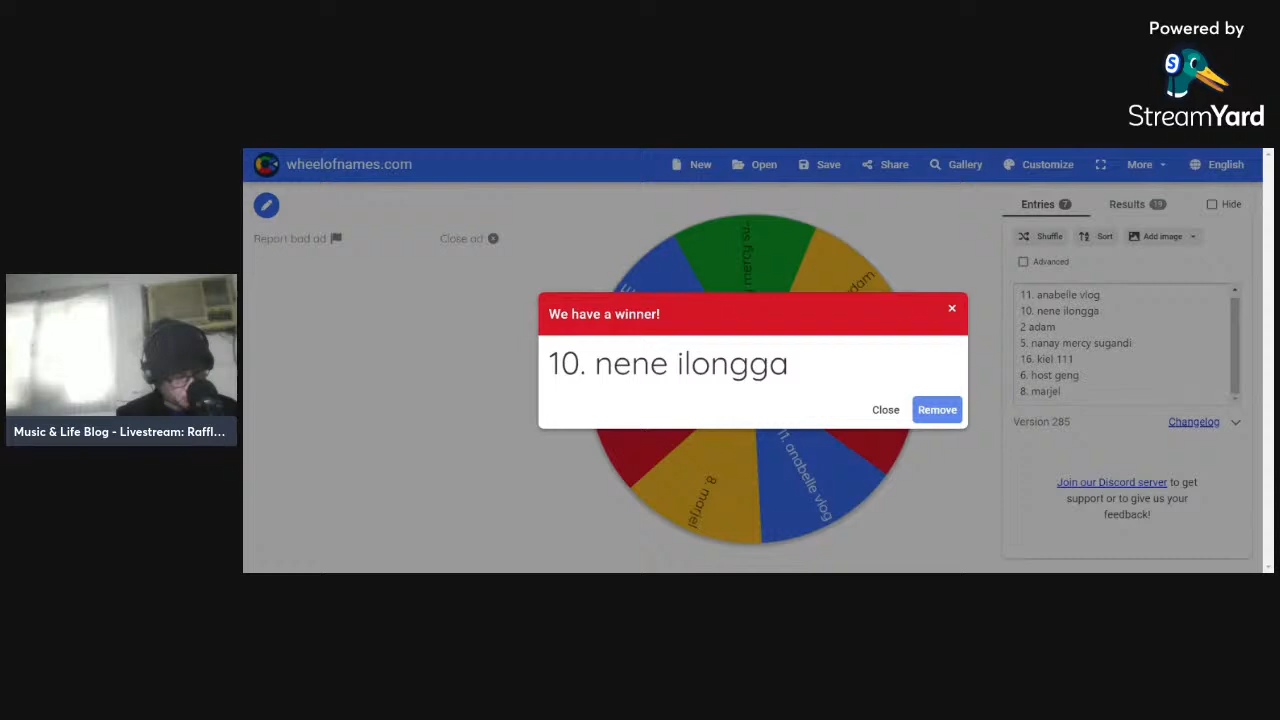 Powered by
StreamYard
wheelofnames.com
New
Open
Save
Share
Gallery
Customize
More
English
Report bad ad
Close ad
Entries 7
Results 19
Hide
Shuffle
Sort
Add image
Advanced
11. anabelle vlog
10. nene ilongga
2 adam
5. nanay mercy sugandi
16. kiel 111
6. host geng
8. marjel
Version 285
Changelog
Join our Discord server to get
support or to give us your
feedback!
mercy su...
We have a winner!
10. nene ilongga
Close
Remove
8. marjel
11. anabelle vlog
Music & Life Blog - Livestream: Raffl...